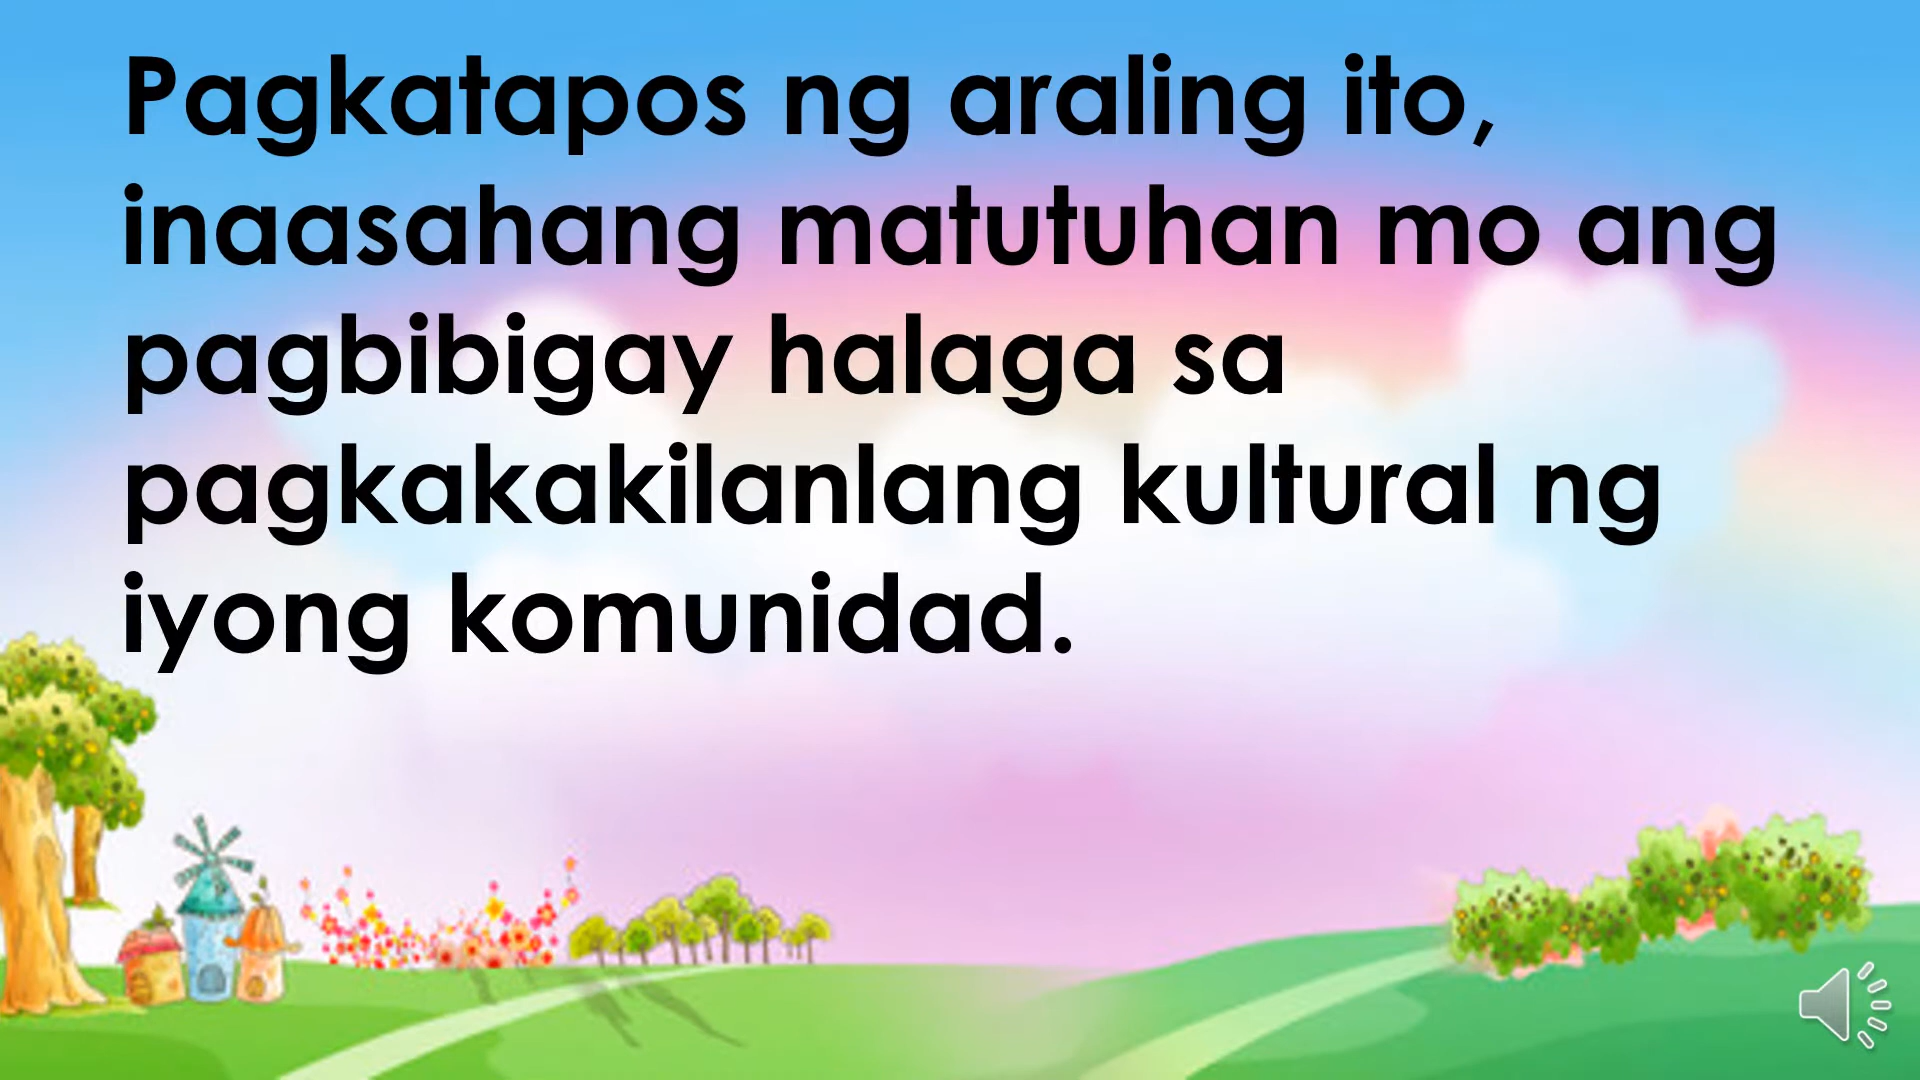 Pagkatapos ng araling ito,
inaasahang matutuhan mo ang
pagbibigay halaga sa
pagkakakilanlang kultural ng
iyong komunidad.